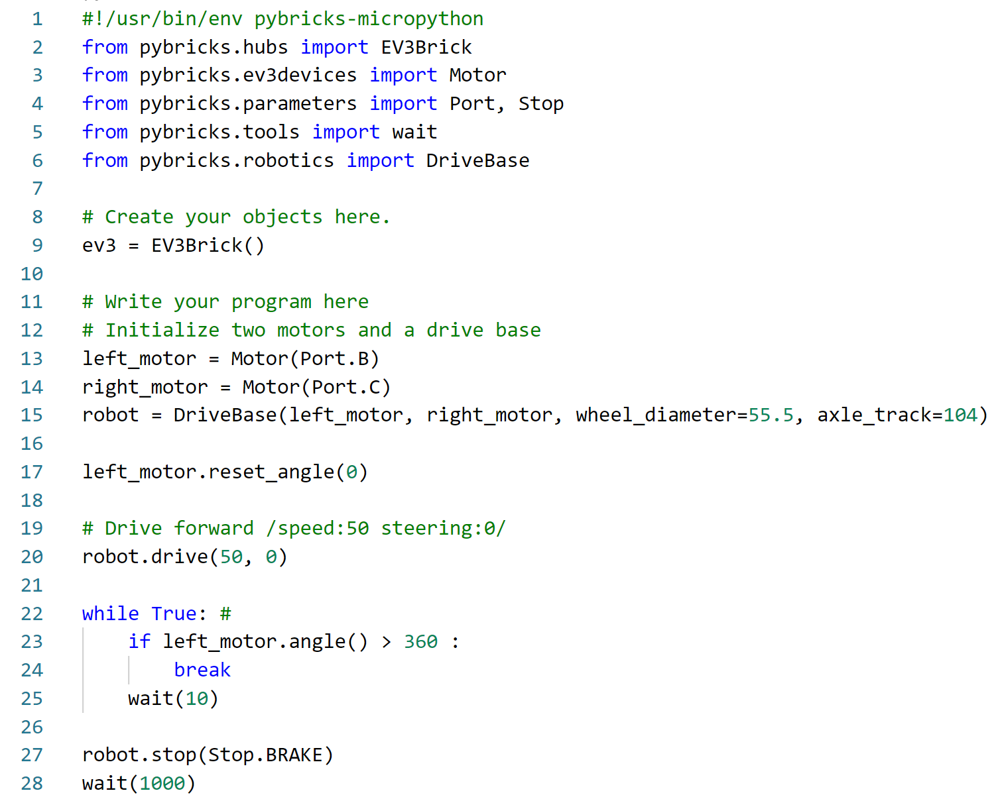 1 #!/usr/bin/env pybricks-micropython
2 from pybricks.hubs import EV3Brick
3 from pybricks.ev3devices import Motor
4 from pybricks.parameters import Port, Stop
5 from pybricks.tools import wait
6 from pybricks.robotics import DriveBase
7
8 # Create your objects here.
9 ev3 = EV3Brick()
10
11 # Write your program here
12 # Initialize two motors and a drive base
13 left_motor = Motor(Port.B)
14 right_motor = Motor(Port.C)
15 robot = DriveBase(left_motor, right_motor, wheel_diameter=55.5, axle_track=104)
16
17 left_motor.reset_angle(0)
18
19 # Drive forward /speed:50 steering:0/
20 robot.drive(50, 0)
21
22 while True: #
23     if left_motor.angle() > 360 :
24         break
25     wait(10)
26
27 robot.stop(Stop.BRAKE)
28 wait(1000)